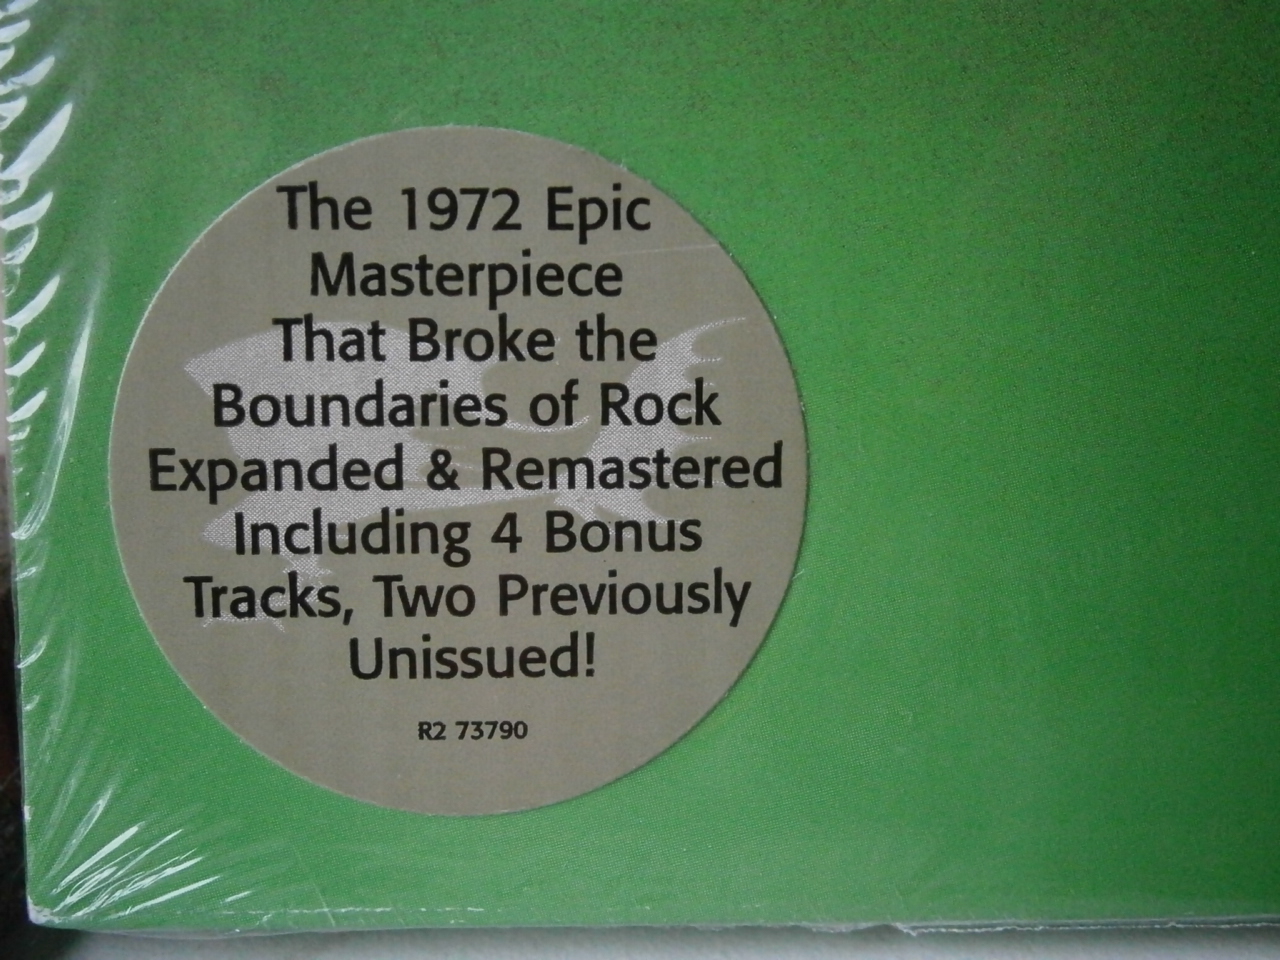 The 1972 Epic
Masterpiece
That Broke the
Boundaries of Rock
Expanded & Remastered
Including 4 Bonus
Tracks, Two Previously
Unissued!
R2 73790